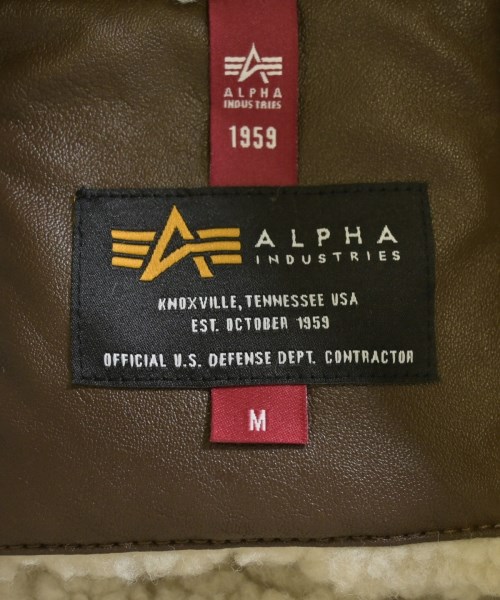 ALPHA
INDUSTRIES
1959
ALPHA
INDUSTRIES
KNOXVILLE, TENNESSEE USA
EST. OCTOBER 1959
OFFICIAL U.S. DEFENSE DEPT. CONTRACTOR
M